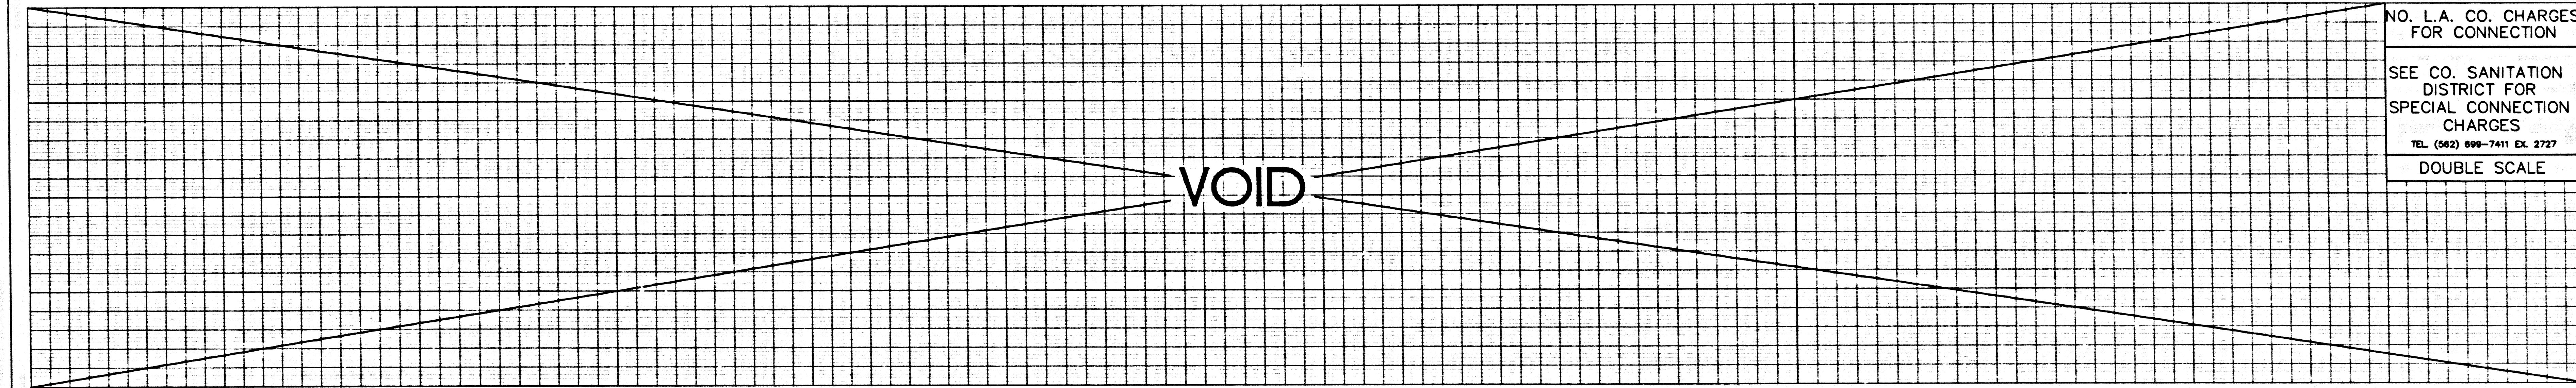 VOID
NO. L.A. CO. CHARGES
FOR CONNECTION
SEE CO. SANITATION
DISTRICT FOR
SPECIAL CONNECTION
CHARGES
TEL. (562) 699-7411 EX. 2727
DOUBLE SCALE